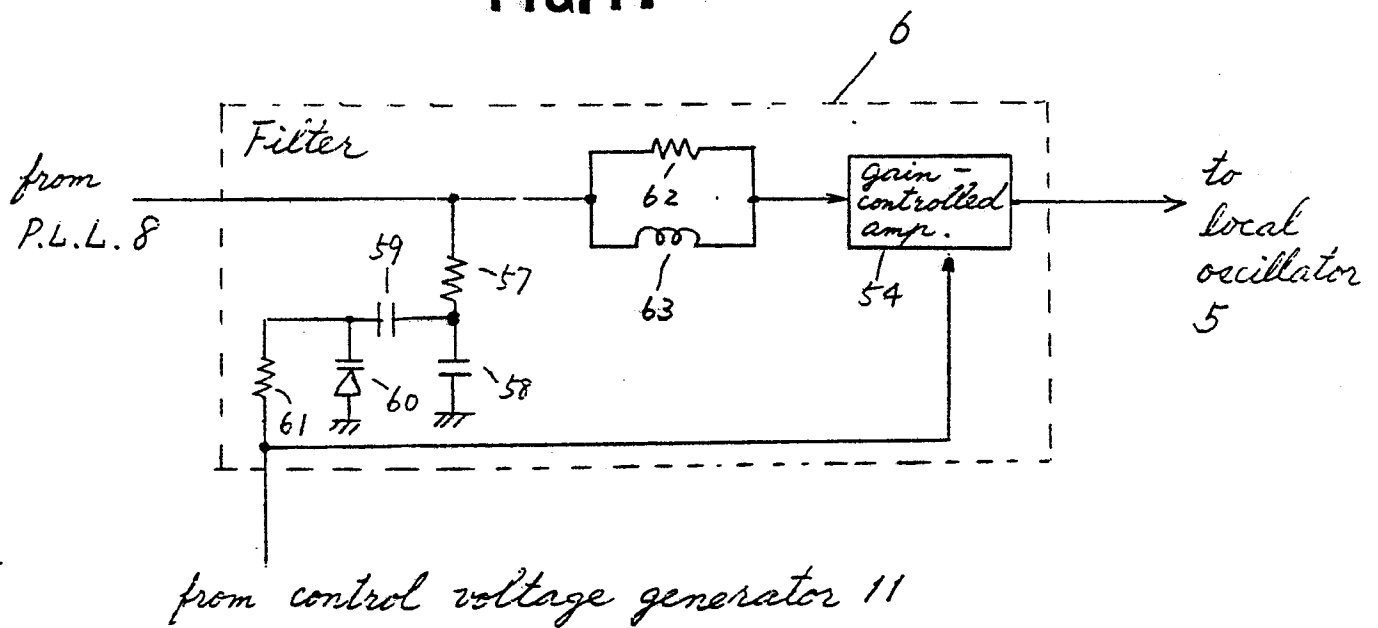 6
Filter
from
P.L.L. 8
62
63
gain-
controlled
amp.
54
to
local
oscillator
5
59
57
58
60
61
from control voltage generator 11